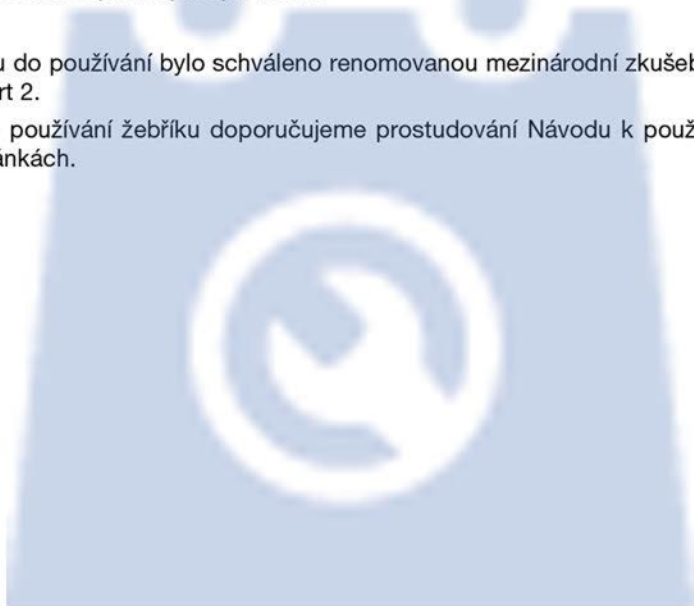 u do používání bylo schváleno renomovanou mezinárodní zkušeb
rt 2.
používání žebříku doporučujeme prostudování Návodu k použ
ánkách.